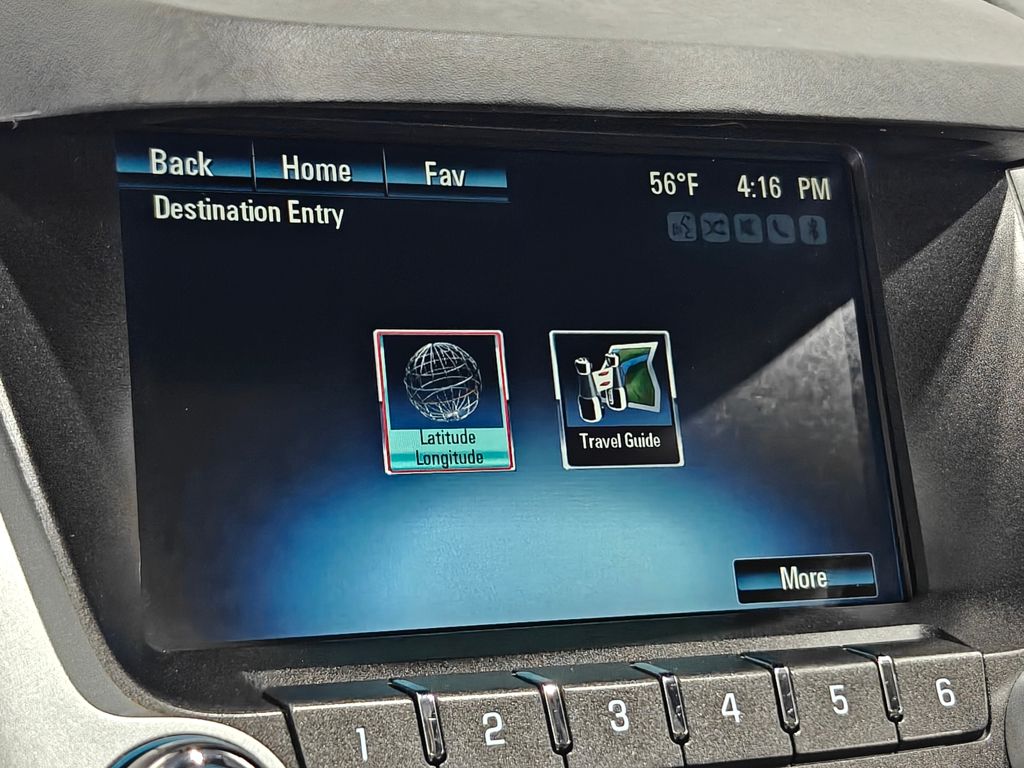 Back Home Fav 56°F 4:16 PM
Destination Entry
Latitude
Longitude
Travel Guide
More
1 2 3 4 5 6